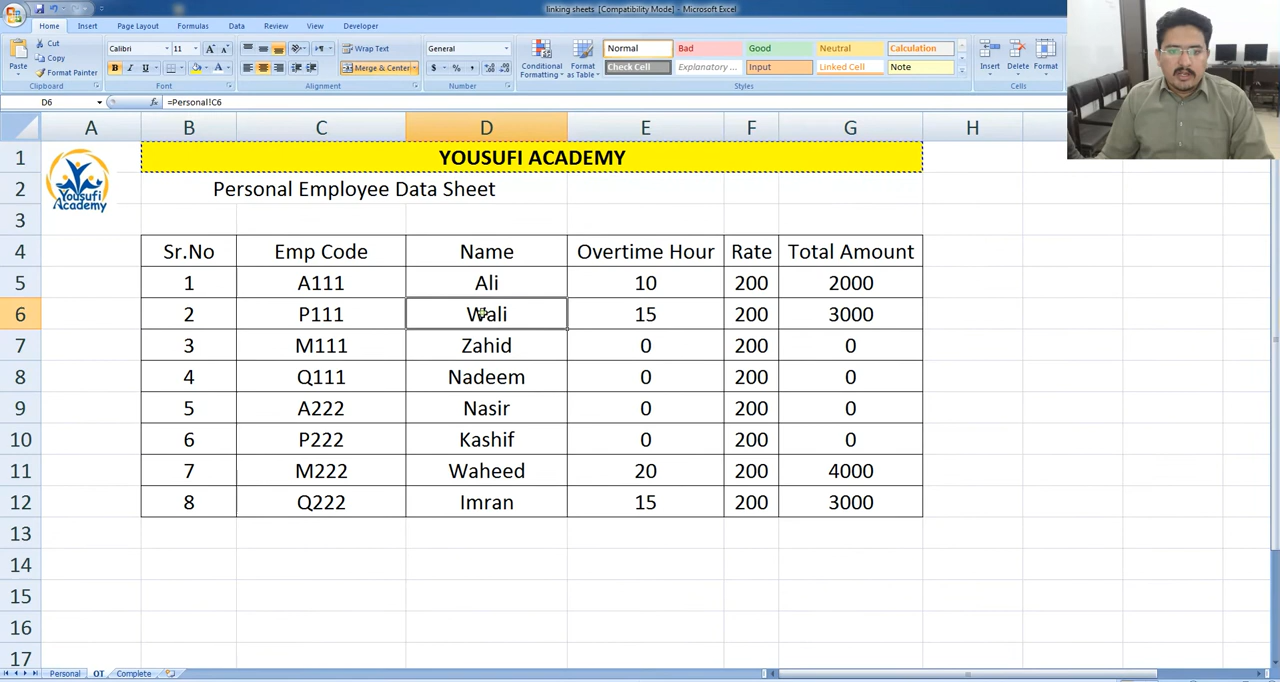 linking sheets [Compatibility Mode] - Microsoft Excel
Home Insert Page Layout Formulas Data Review View Developer
Cut
Copy
Format Painter
Paste
Clipboard
Calibri 11
B I U
Font
Wrap Text
Merge & Center
Alignment
General
$ % ,
Number
Conditional Formatting
Format as Table
Normal Bad Good Neutral Calculation
Check Cell Explanatory ... Input Linked Cell Note
Styles
Insert Delete Format
Cells
D6 fx =Personal!C6
A B C D E F G H
1 YOUSUFI ACADEMY
Yousufi
Academy
2 Personal Employee Data Sheet
3
4 Sr.No Emp Code Name Overtime Hour Rate Total Amount
5 1 A111 Ali 10 200 2000
6 2 P111 Wali 15 200 3000
7 3 M111 Zahid 0 200 0
8 4 Q111 Nadeem 0 200 0
9 5 A222 Nasir 0 200 0
10 6 P222 Kashif 0 200 0
11 7 M222 Waheed 20 200 4000
12 8 Q222 Imran 15 200 3000
13
14
15
16
17
Personal OT Complete